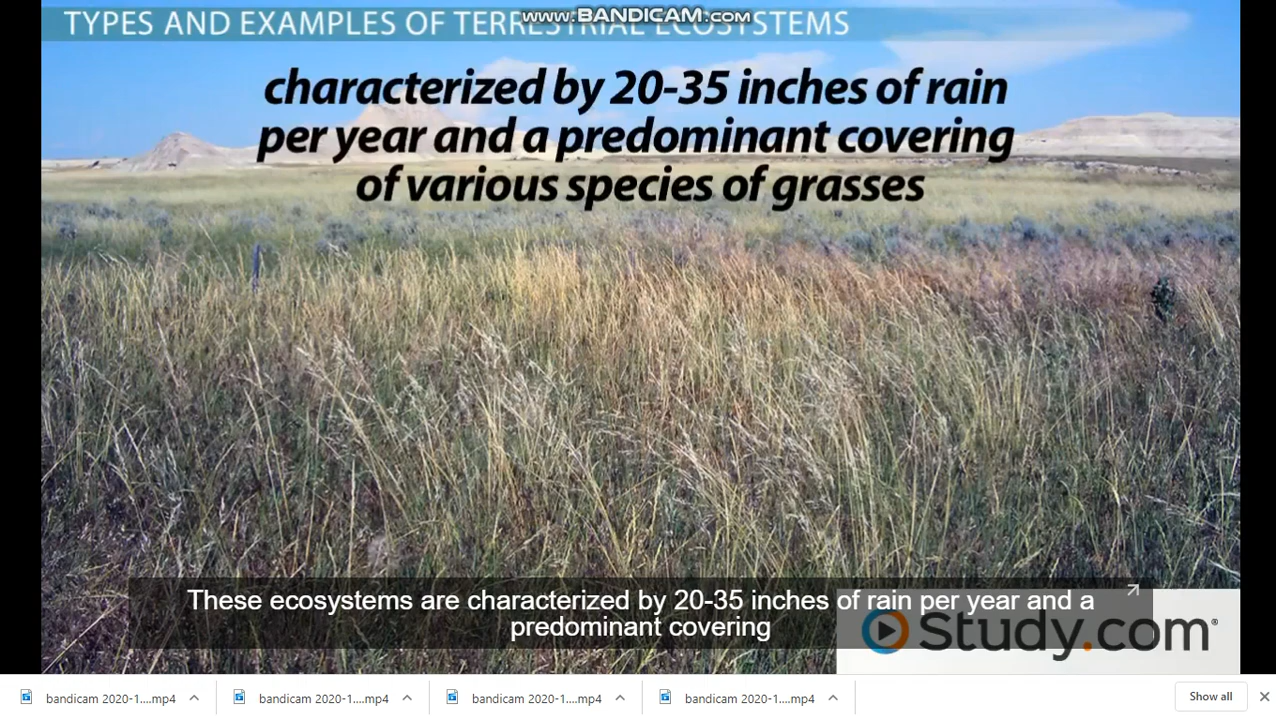 TYPES AND EXAMPLES OF TERRESTRIAL ECOSYSTEMS
www.BANDICAM.com
characterized by 20-35 inches of rain
per year and a predominant covering
of various species of grasses
These ecosystems are characterized by 20-35 inches of rain per year and a
predominant covering
Study.com®
bandicam 2020-1....mp4
bandicam 2020-1....mp4
bandicam 2020-1....mp4
bandicam 2020-1....mp4
Show all